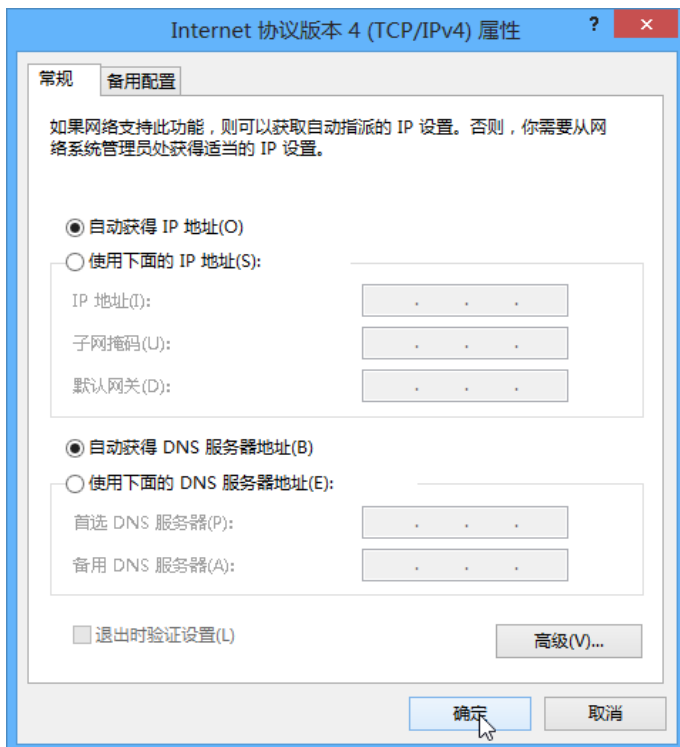 Internet 协议版本 4 (TCP/IPv4) 属性
?
×
常规
备用配置
如果网络支持此功能，则可以获取自动指派的 IP 设置。否则，你需要从网
络系统管理员处获得适当的 IP 设置。
自动获得 IP 地址(O)
使用下面的 IP 地址(S):
IP 地址(I):
. . .
子网掩码(U):
. . .
默认网关(D):
. . .
自动获得 DNS 服务器地址(B)
使用下面的 DNS 服务器地址(E):
首选 DNS 服务器(P):
. . .
备用 DNS 服务器(A):
. . .
退出时验证设置(L)
高级(V)...
确定
取消